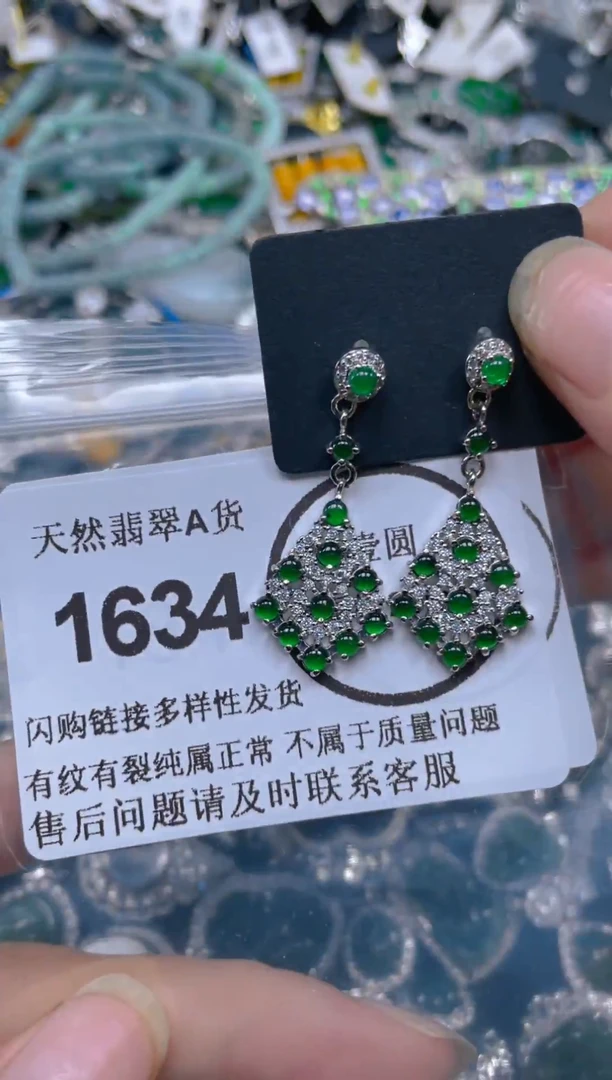 天然翡翠A货
圆
1634
闪购链接多样性发货
有纹有裂纯属正常 不属于质量问题
售后问题请及时联系客服